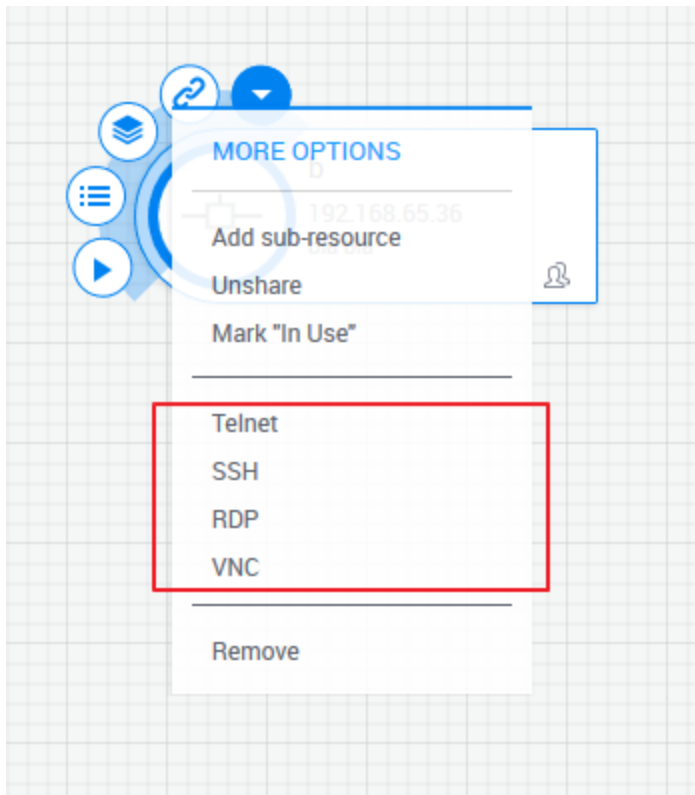 MORE OPTIONS
b
192.168.65.36
Add sub-resource
Unshare
Mark "In Use"
Telnet
SSH
RDP
VNC
Remove